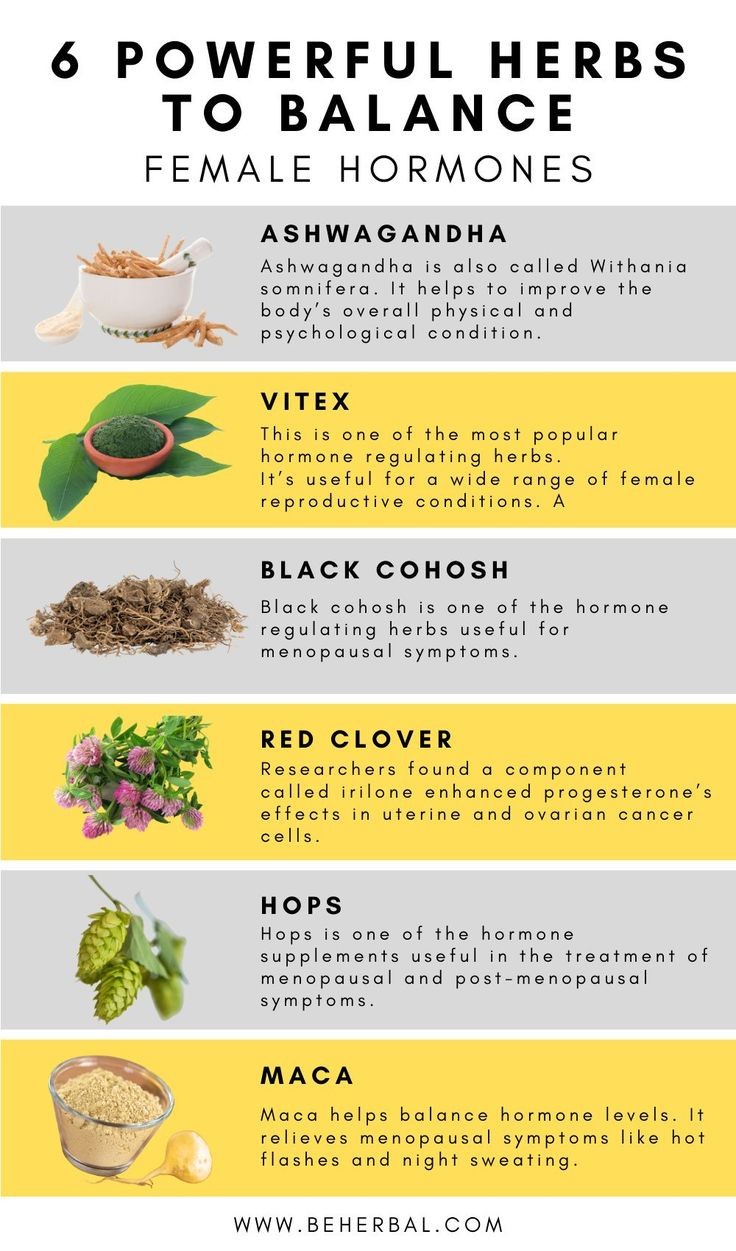 6 POWERFUL HERBS
TO BALANCE
FEMALE HORMONES
ASHWAGANDHA
Ashwagandha is also called Withania
somnifera. It helps to improve the
body's overall physical and
psychological condition.
VITEX
This is one of the most popular
hormone regulating herbs.
It's useful for a wide range of female
reproductive conditions. A
BLACK COHOSH
Black cohosh is one of the hormone
regulating herbs useful for
menopausal symptoms.
RED CLOVER
Researchers found a component
called irilone enhanced progesterone's
effects in uterine and ovarian cancer
cells.
HOPS
Hops is one of the hormone
supplements useful in the treatment of
menopausal and post-menopausal
symptoms.
MACA
Maca helps balance hormone levels. It
relieves menopausal symptoms like hot
flashes and night sweating.
WWW.BEHERBAL.COM